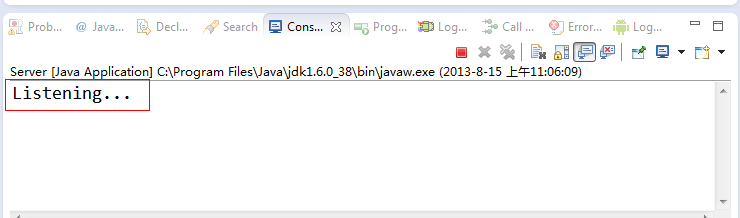 Prob... Java... Decl... Search Cons... Prog... Log... Call ... Error... Log...
Server [Java Application] C:\Program Files\Java\jdk1.6.0_38\bin\javaw.exe (2013-8-15 上午11:06:09)
Listening...